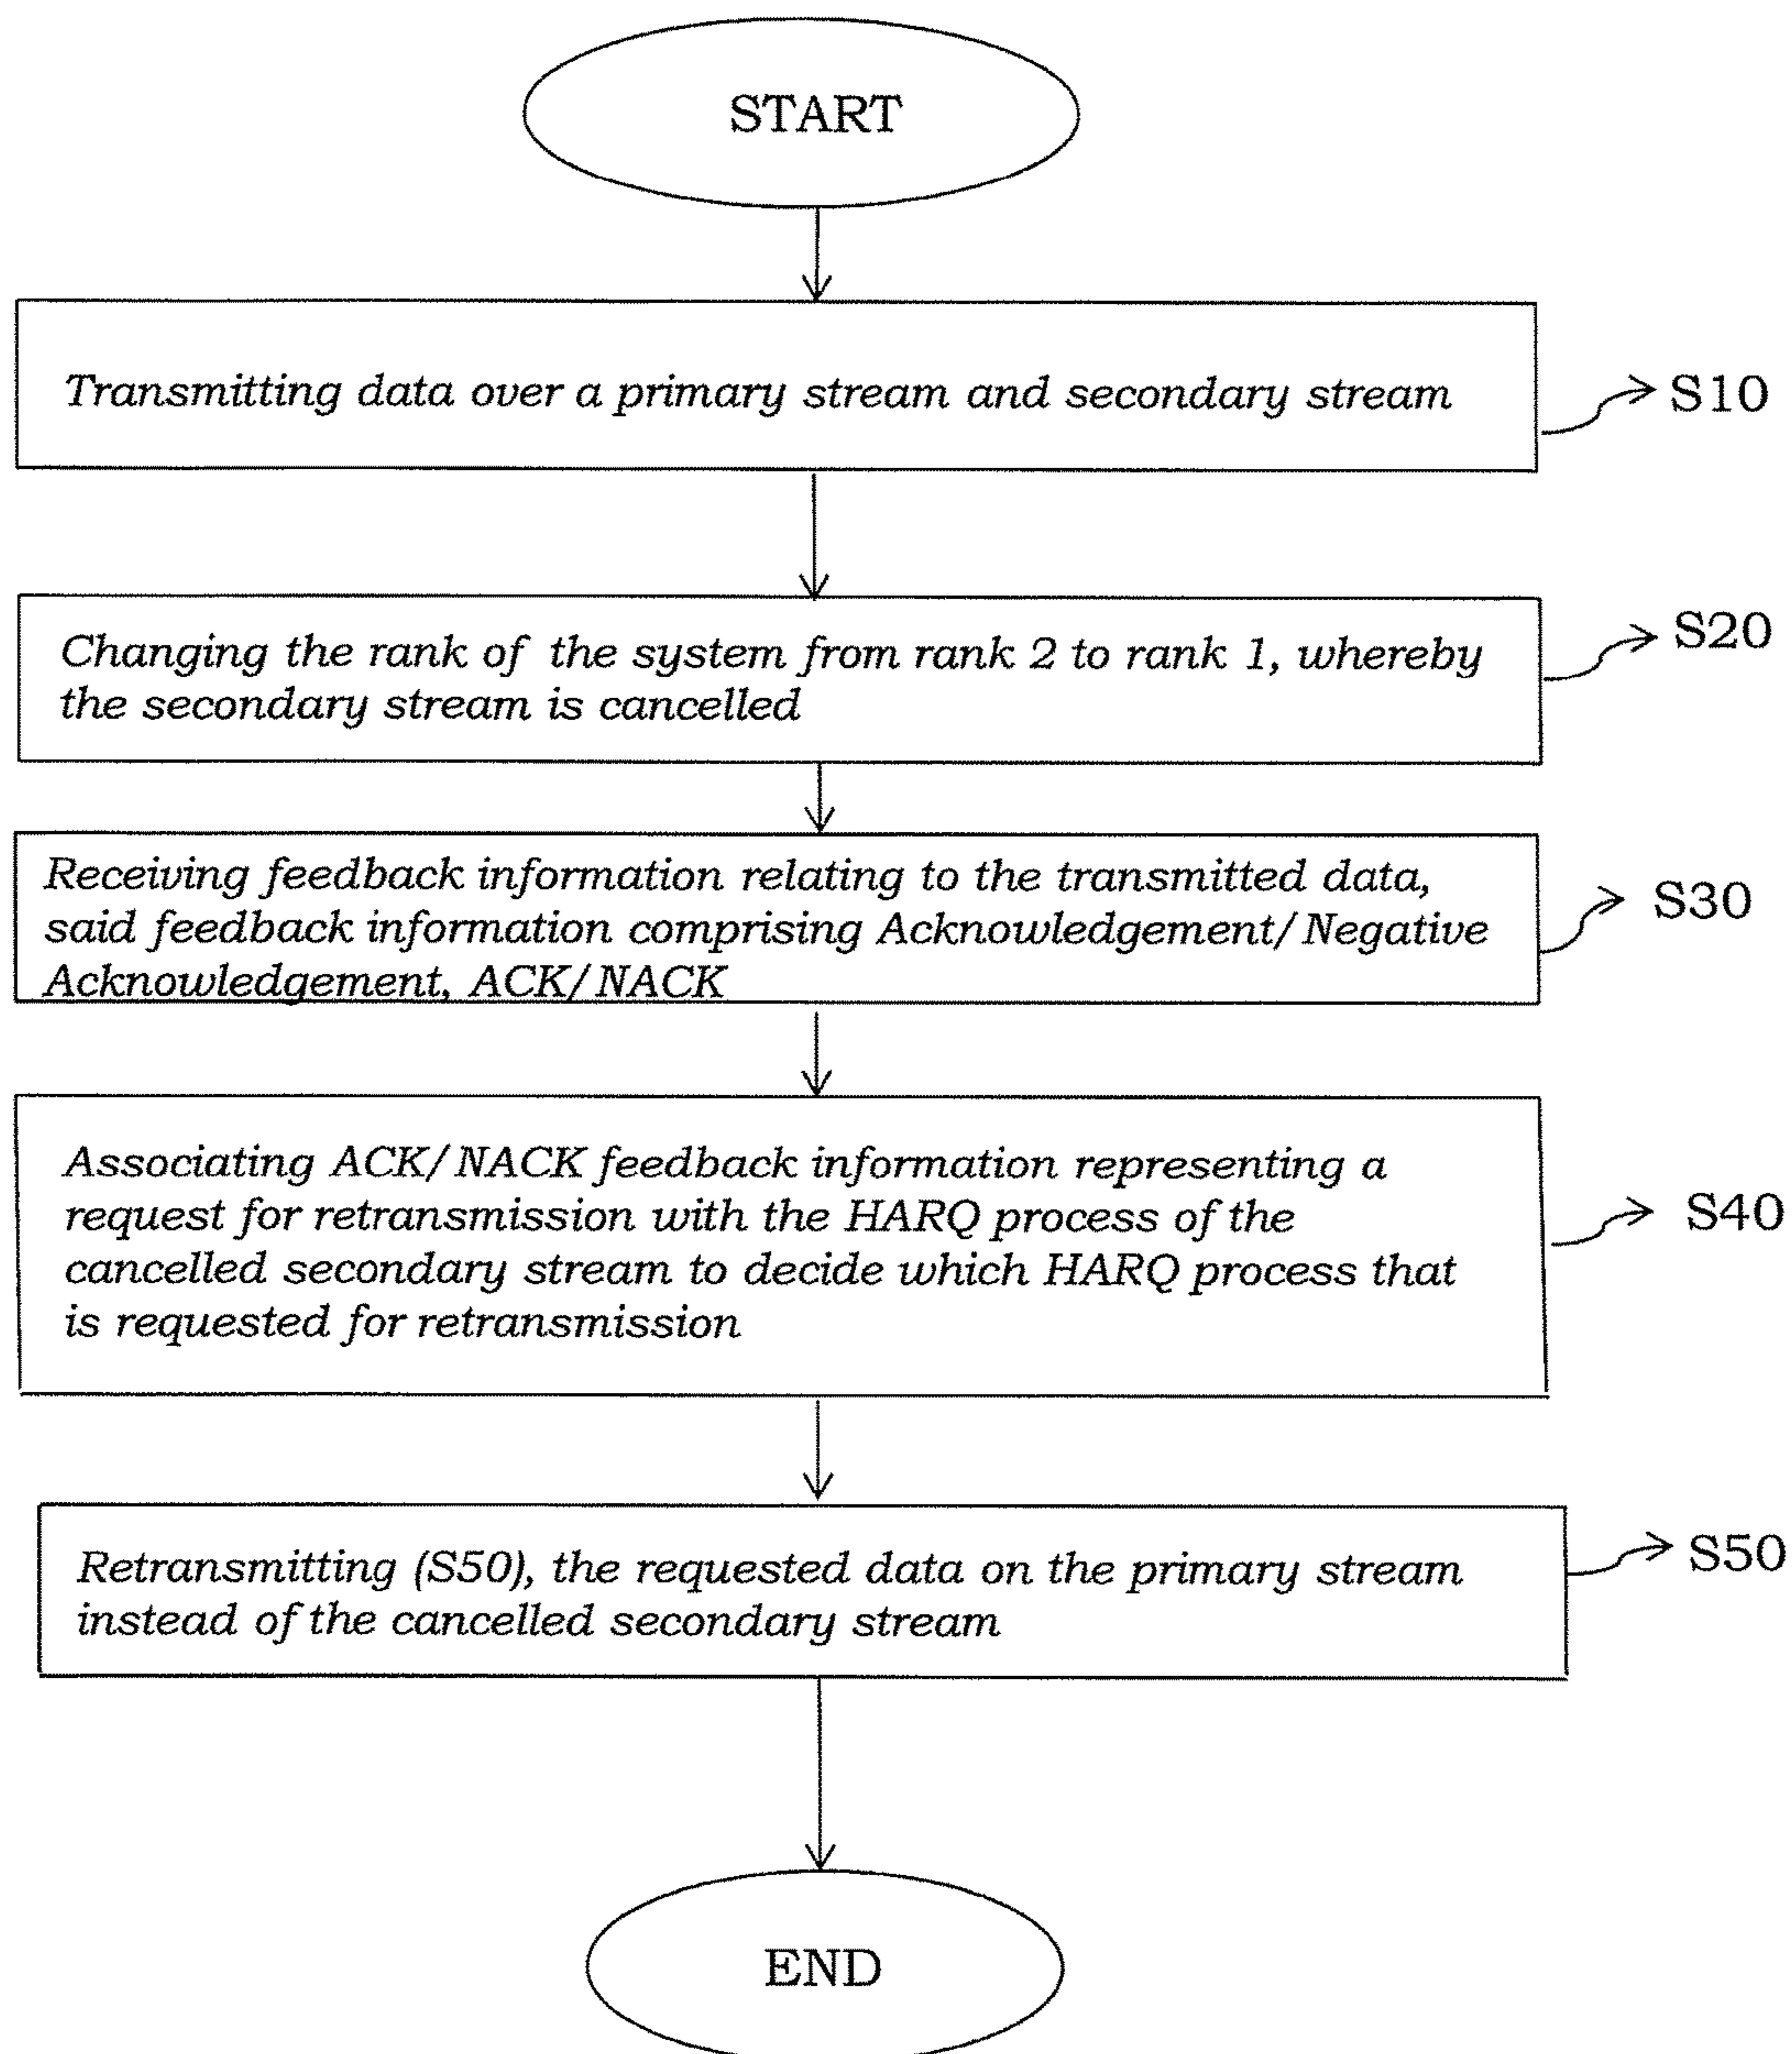 START
Transmitting data over a primary stream and secondary stream
S10
Changing the rank of the system from rank 2 to rank 1, whereby
the secondary stream is cancelled
S20
Receiving feedback information relating to the transmitted data,
said feedback information comprising Acknowledgement/Negative
Acknowledgement, ACK/NACK
S30
Associating ACK/NACK feedback information representing a
request for retransmission with the HARQ process of the
cancelled secondary stream to decide which HARQ process that
is requested for retransmission
S40
Retransmitting (S50), the requested data on the primary stream
instead of the cancelled secondary stream
S50
END